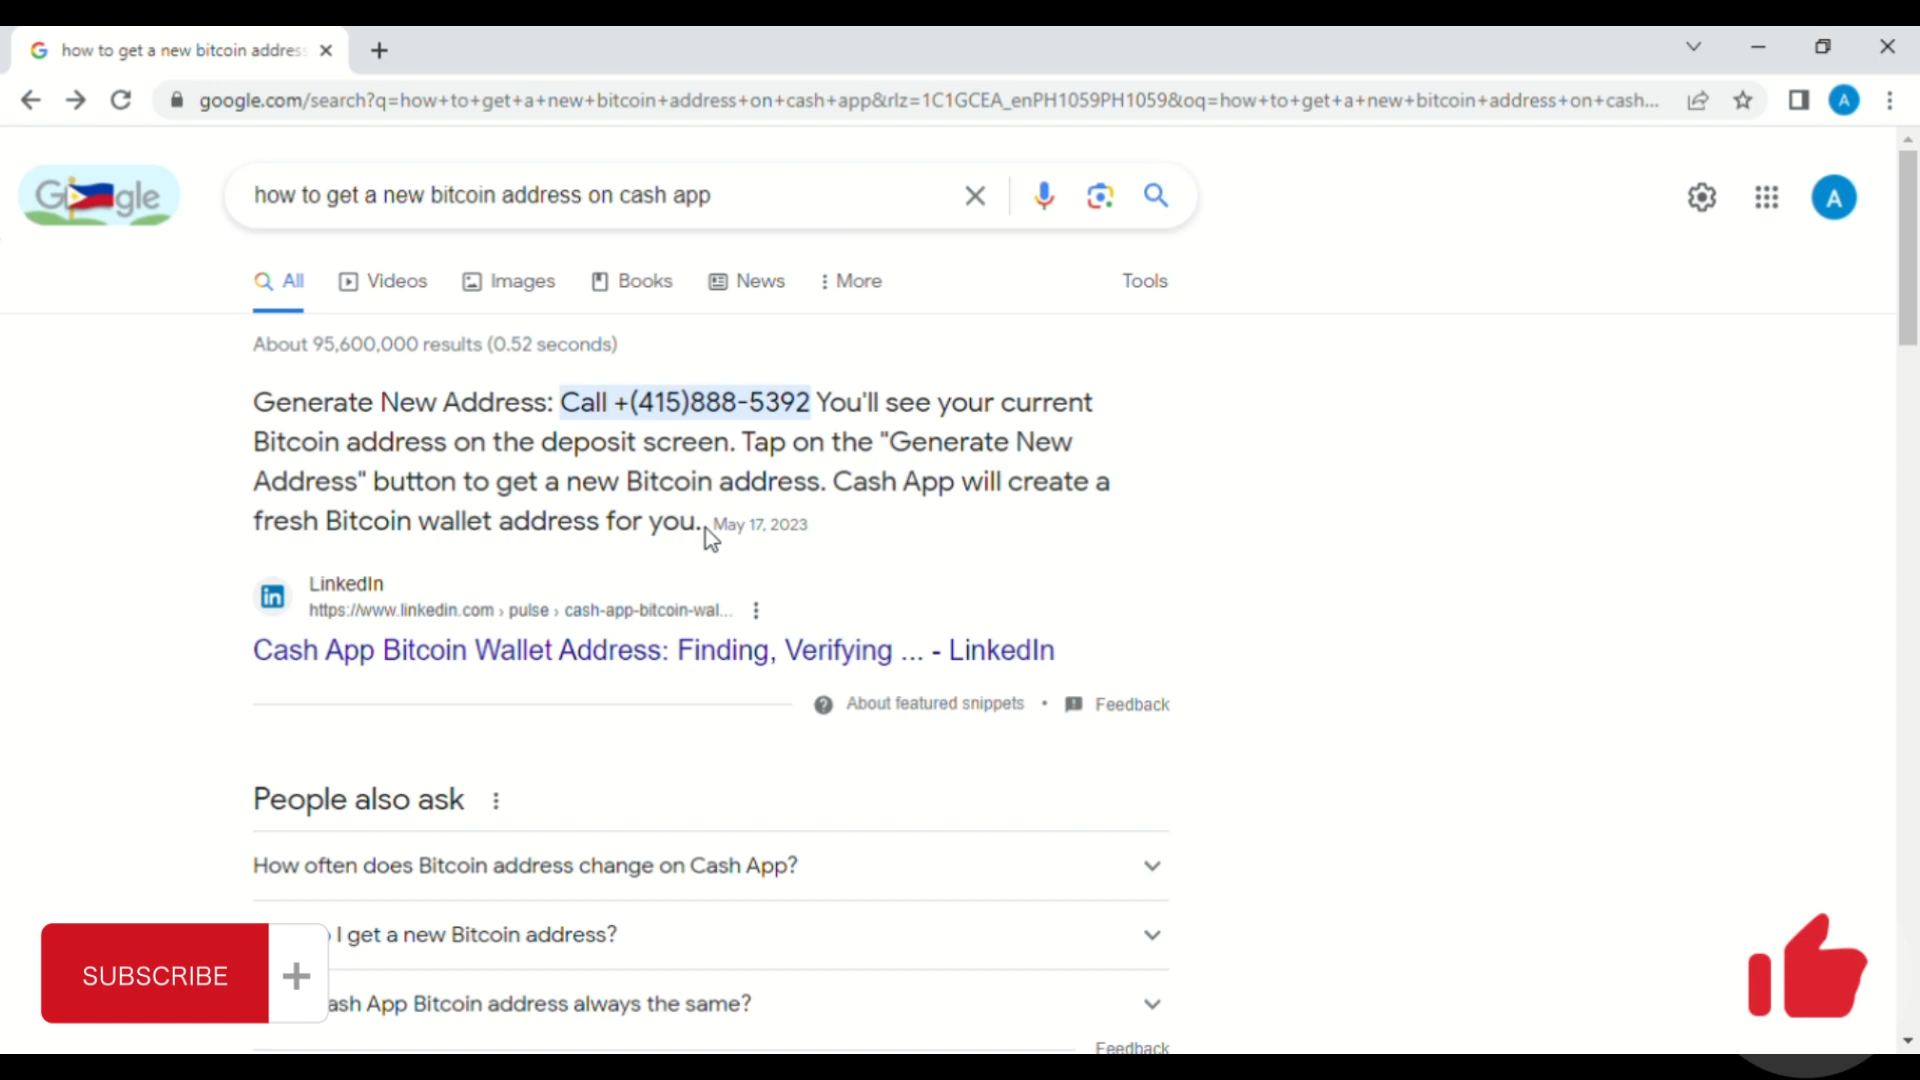 how to get a new bitcoin addres
google.com/search?q=how+to+get+a+new+bitcoin+address+on+cash+app&rlz=1C1GCEA_enPH1059PH1059&oq=how+to+get+a+new+bitcoin+address+on+cash...
A
Google
how to get a new bitcoin address on cash app
A
All Videos Images Books News More Tools
About 95,600,000 results (0.52 seconds)
Generate New Address: Call +(415)888-5392 You'll see your current
Bitcoin address on the deposit screen. Tap on the "Generate New
Address" button to get a new Bitcoin address. Cash App will create a
fresh Bitcoin wallet address for you.. May 17, 2023
LinkedIn
in
https://www.linkedin.com › pulse › cash-app-bitcoin-wal...
Cash App Bitcoin Wallet Address: Finding, Verifying ... - LinkedIn
About featured snippets • Feedback
People also ask
How often does Bitcoin address change on Cash App?
I get a new Bitcoin address?
SUBSCRIBE
ash App Bitcoin address always the same?
Feedback